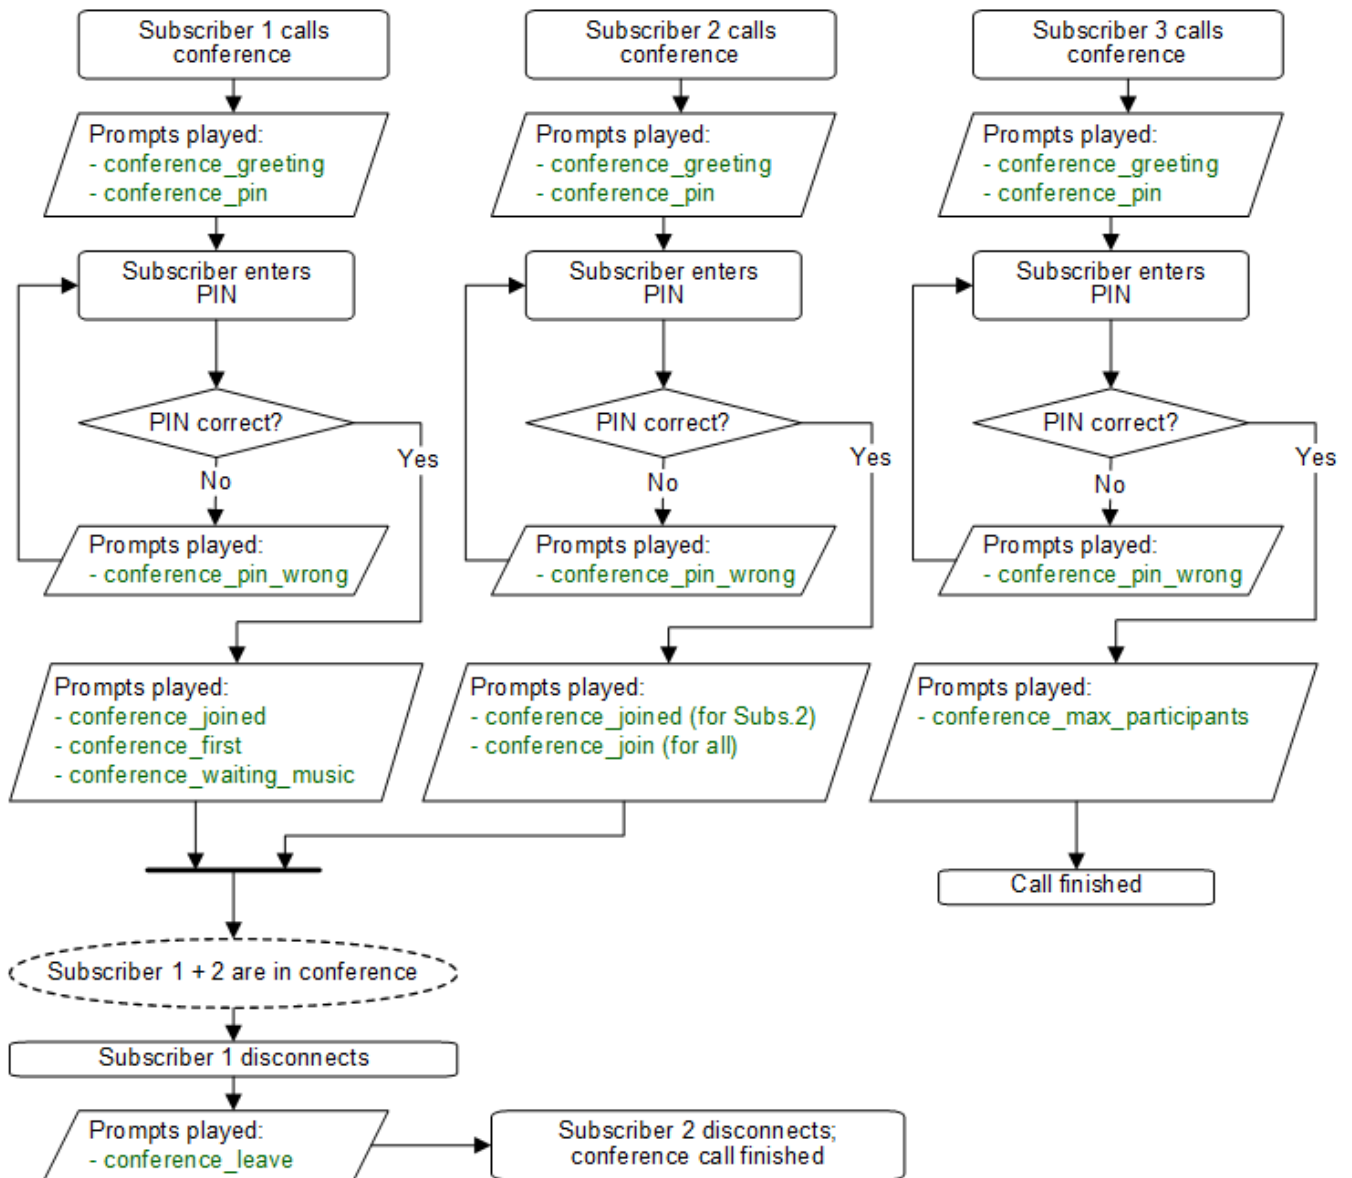 Subscriber 1 calls
conference
Subscriber 2 calls
conference
Subscriber 3 calls
conference
Prompts played:
- conference_greeting
- conference_pin
Prompts played:
- conference_greeting
- conference_pin
Prompts played:
- conference_greeting
- conference_pin
Subscriber enters
PIN
Subscriber enters
PIN
Subscriber enters
PIN
PIN correct?
Yes
No
PIN correct?
Yes
No
PIN correct?
Yes
No
Prompts played:
- conference_pin_wrong
Prompts played:
- conference_pin_wrong
Prompts played:
- conference_pin_wrong
Prompts played:
- conference_joined
- conference_first
- conference_waiting_music
Prompts played:
- conference_joined (for Subs.2)
- conference_join (for all)
Prompts played:
- conference_max_participants
Call finished
Subscriber 1 + 2 are in conference
Subscriber 1 disconnects
Prompts played:
- conference_leave
Subscriber 2 disconnects;
conference call finished